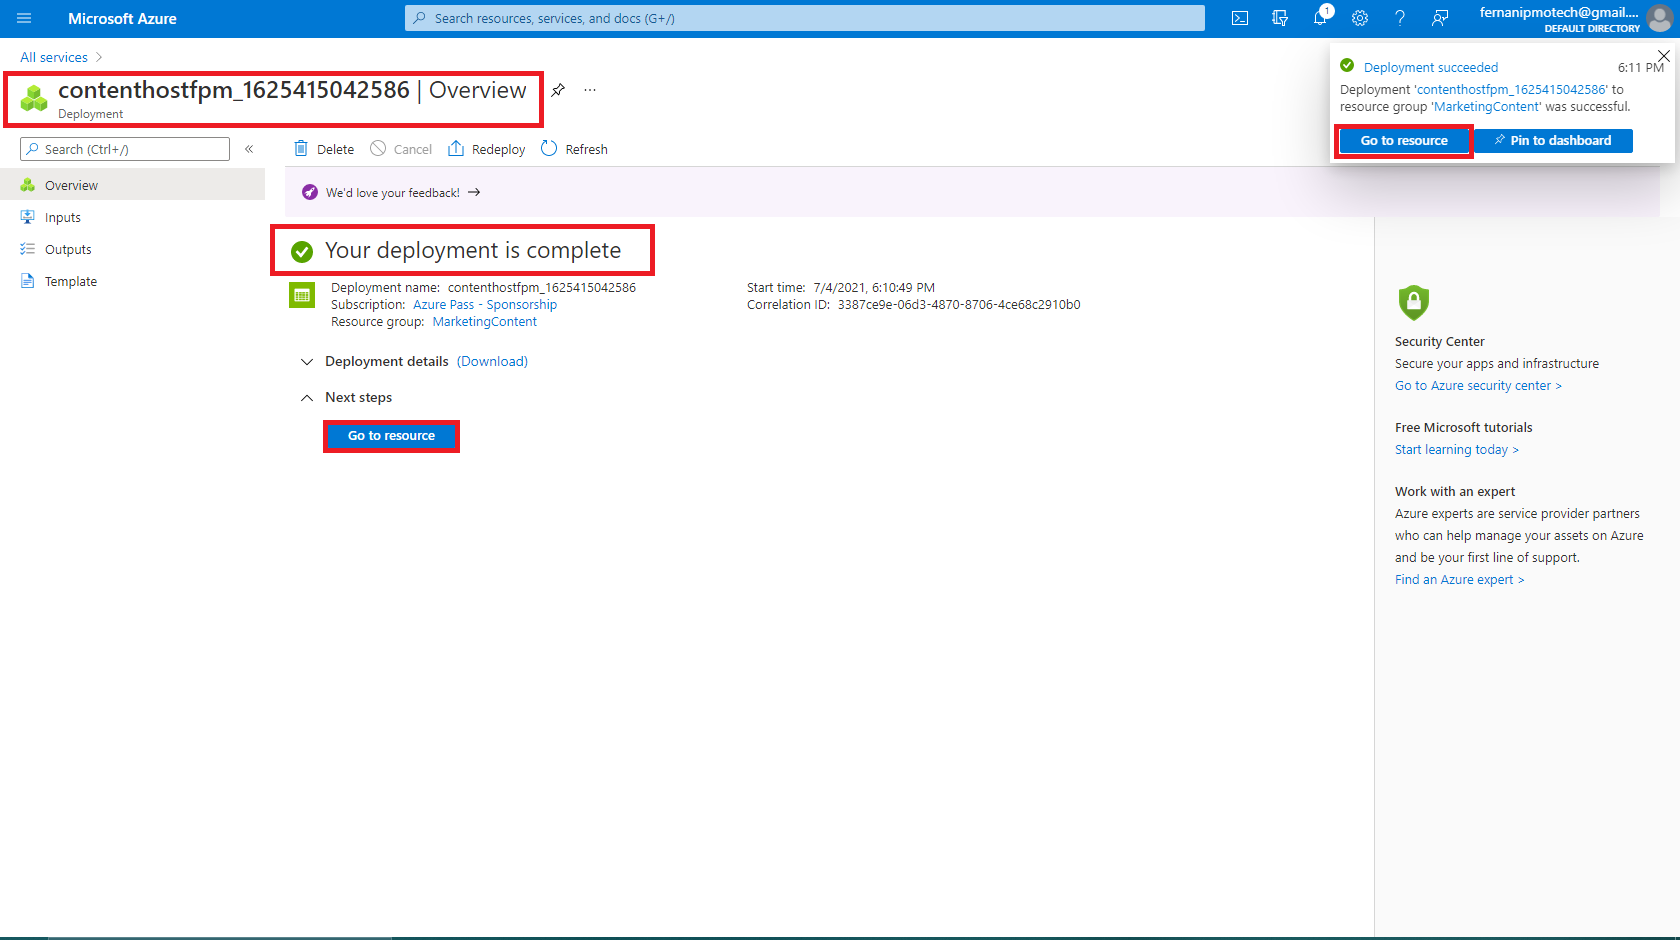 Microsoft Azure
Search resources, services, and docs (G+/)
1
fernanipmotech@gmail....
DEFAULT DIRECTORY
All services
contenthostfpm_1625415042586 | Overview
...
Deployment
Search (Ctrl+/)
«
Delete
Cancel
Redeploy
Refresh
Overview
Inputs
Outputs
Template
We'd love your feedback! →
Your deployment is complete
Deployment name: contenthostfpm_1625415042586
Subscription: Azure Pass - Sponsorship
Resource group: MarketingContent
Start time: 7/4/2021, 6:10:49 PM
Correlation ID: 3387ce9e-06d3-4870-8706-4ce68c2910b0
Deployment details (Download)
Next steps
Go to resource
Deployment succeeded
6:11 PM
Deployment 'contenthostfpm_1625415042586' to
resource group 'MarketingContent' was successful.
Go to resource
Pin to dashboard
Security Center
Secure your apps and infrastructure
Go to Azure security center >
Free Microsoft tutorials
Start learning today >
Work with an expert
Azure experts are service provider partners
who can help manage your assets on Azure
and be your first line of support.
Find an Azure expert >